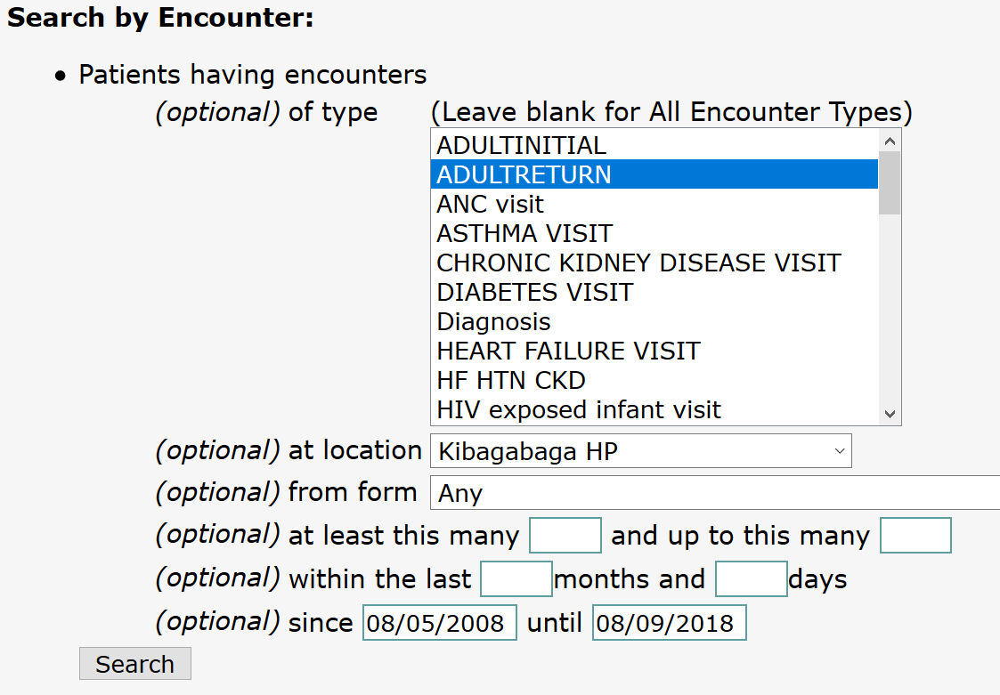 Search by Encounter:
Patients having encounters
(optional) of type (Leave blank for All Encounter Types)
ADULTINITIAL
ADULTRETURN
ANC visit
ASTHMA VISIT
CHRONIC KIDNEY DISEASE VISIT
DIABETES VISIT
Diagnosis
HEART FAILURE VISIT
HF HTN CKD
HIV exposed infant visit
(optional) at location Kibagabaga HP
(optional) from form Any
(optional) at least this many and up to this many
(optional) within the last months and days
(optional) since 08/05/2008 until 08/09/2018
Search